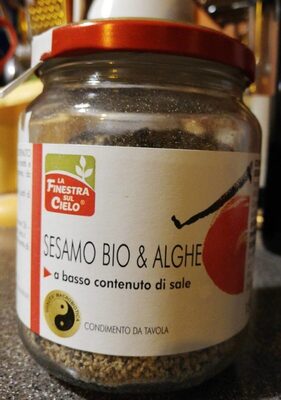 LA
FINESTRA
SUL
CIELO®
SESAMO BIO & ALGHE
a basso contenuto di sale
CONDIMENTO DA TAVOLA